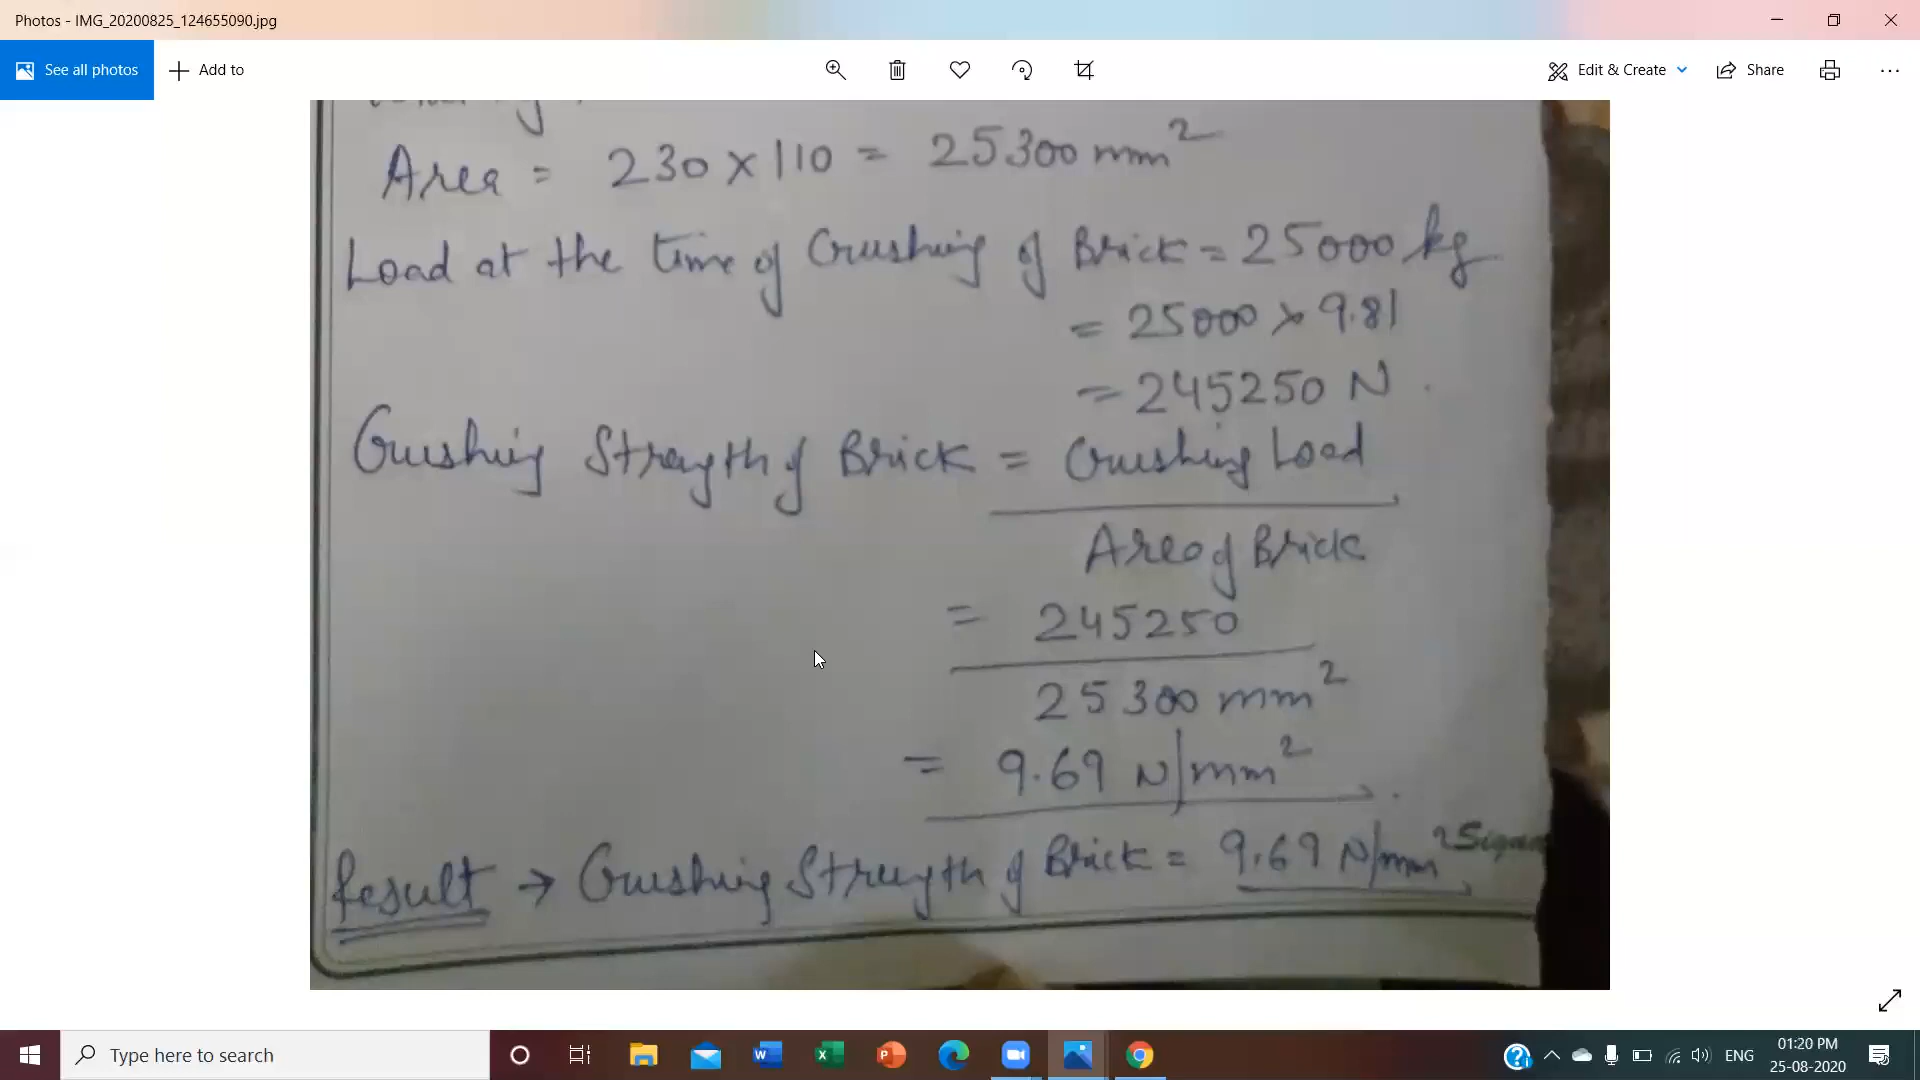 Photos - IMG_20200825_124655090.jpg
See all photos
Add to
Edit & Create
Share
Area = 230 × 110 = 25300 mm²
Load at the time of Crushing of Brick = 25000 kg
= 25000 × 9.81
= 245250 N
Crushing Strength of Brick = Crushing Load
Area of Brick
= 245250
25300 mm²
= 9.69 N/mm²
Result → Crushing Strength of Brick = 9.69 N/mm²
Type here to search
ENG
01:20 PM
25-08-2020